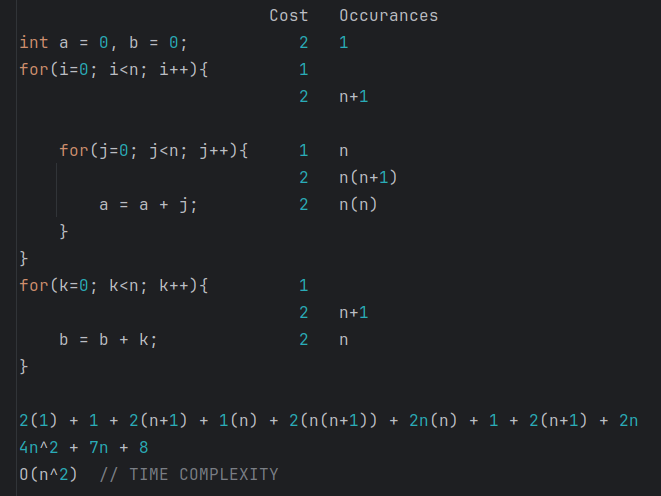 Cost Occurances
int a = 0, b = 0; 2 1
for(i=0; i<n; i++){ 1
2 n+1
for(j=0; j<n; j++){ 1 n
2 n(n+1)
a = a + j; 2 n(n)
}
}
for(k=0; k<n; k++){ 1
2 n+1
b = b + k; 2 n
}
2(1) + 1 + 2(n+1) + 1(n) + 2(n(n+1)) + 2n(n) + 1 + 2(n+1) + 2n
4n^2 + 7n + 8
O(n^2) // TIME COMPLEXITY